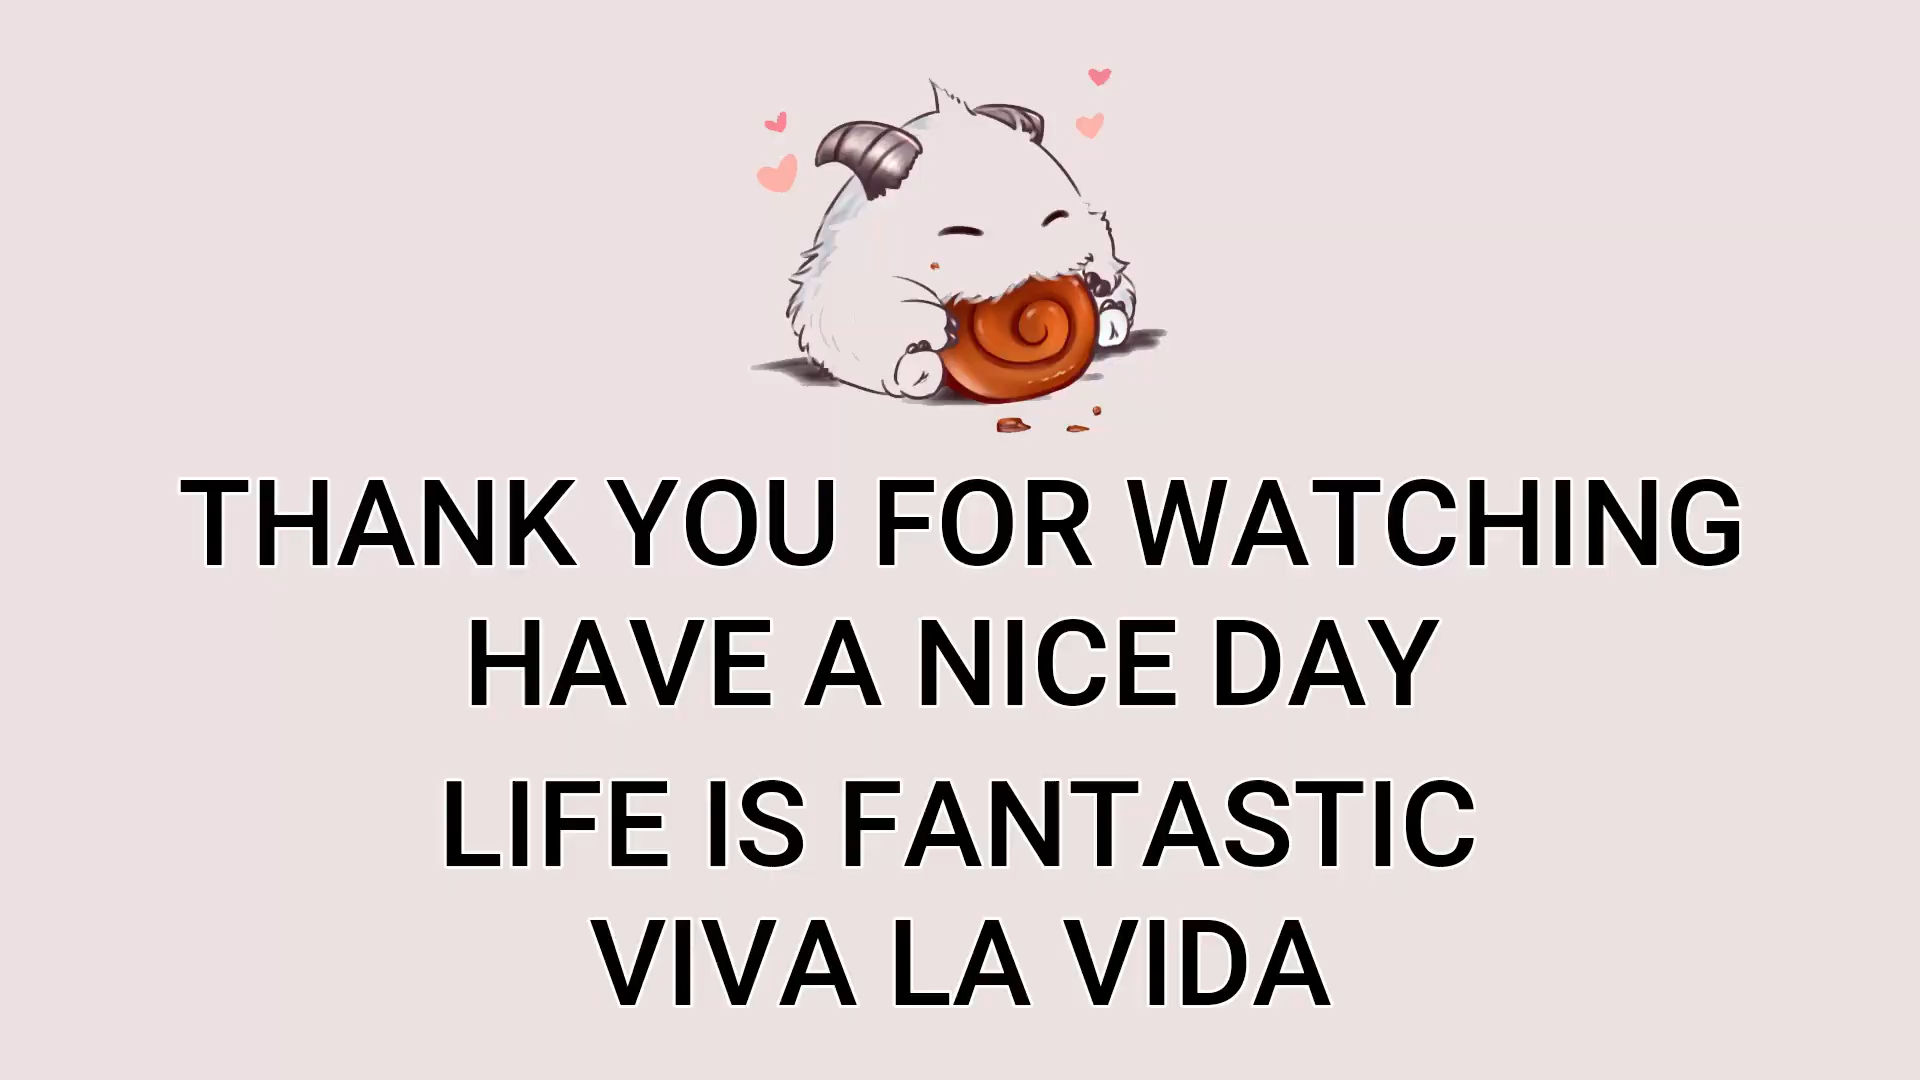 THANK YOU FOR WATCHING
HAVE A NICE DAY
LIFE IS FANTASTIC
VIVA LA VIDA